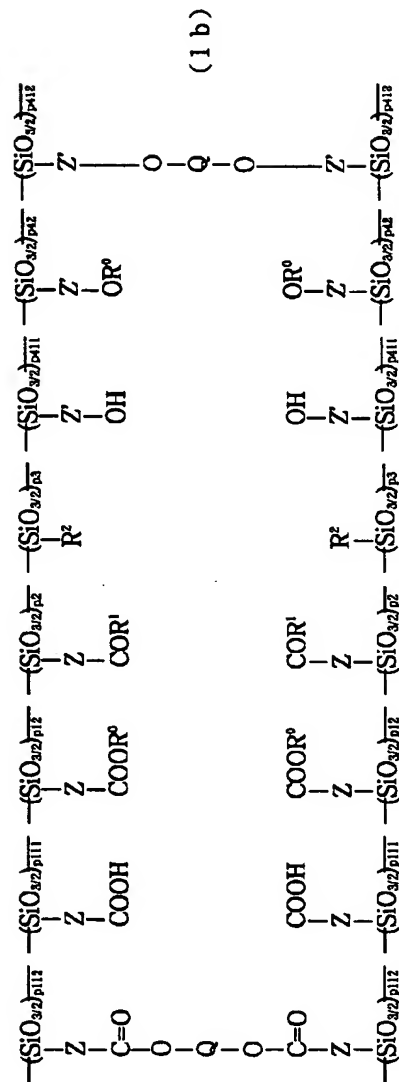 (SiO₃/₂)p112 (SiO₃/₂)p111 (SiO₃/₂)p12 (SiO₃/₂)p2 (SiO₃/₂)p3 (SiO₃/₂)p411 (SiO₃/₂)p42 (SiO₃/₂)p412
Z Z Z Z R² Z' Z' Z'
C=O COOH COOR⁰ COR¹ OH OR⁰
O O
Q Q (1b)
O O
C=O COOH COOR⁰ COR¹ OH OR⁰
Z Z Z Z R² Z' Z' Z'
(SiO₃/₂)p112 (SiO₃/₂)p111 (SiO₃/₂)p12 (SiO₃/₂)p2 (SiO₃/₂)p3 (SiO₃/₂)p411 (SiO₃/₂)p42 (SiO₃/₂)p412